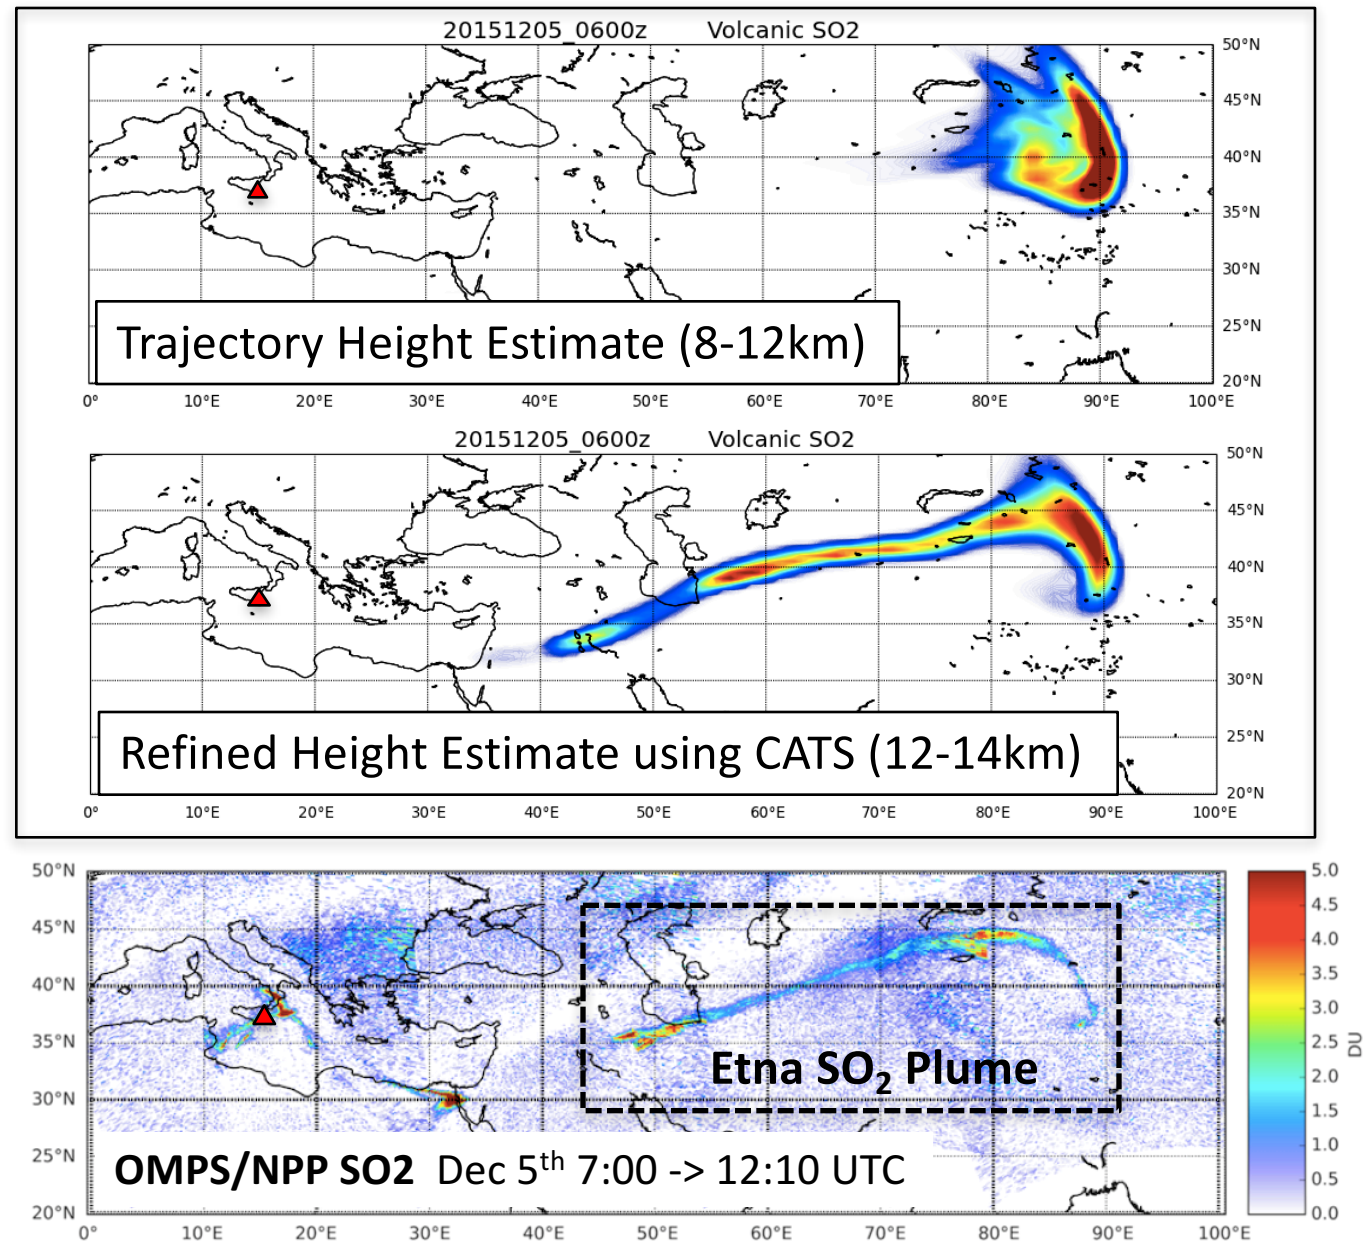 20151205_0600z Volcanic SO2
50°N
45°N
40°N
35°N
30°N
25°N
20°N
Trajectory Height Estimate (8-12km)
0° 10°E 20°E 30°E 40°E 50°E 60°E 70°E 80°E 90°E 100°E
20151205_0600z Volcanic SO2
50°N
45°N
40°N
35°N
30°N
25°N
20°N
Refined Height Estimate using CATS (12-14km)
0° 10°E 20°E 30°E 40°E 50°E 60°E 70°E 80°E 90°E 100°E
50°N
45°N
40°N
35°N
30°N
25°N
20°N
Etna SO₂ Plume
OMPS/NPP SO2 Dec 5ᵗʰ 7:00 -> 12:10 UTC
0° 10°E 20°E 30°E 40°E 50°E 60°E 70°E 80°E 90°E 100°E
5.0
4.5
4.0
3.5
3.0
2.5
2.0
1.5
1.0
0.5
0.0
DU